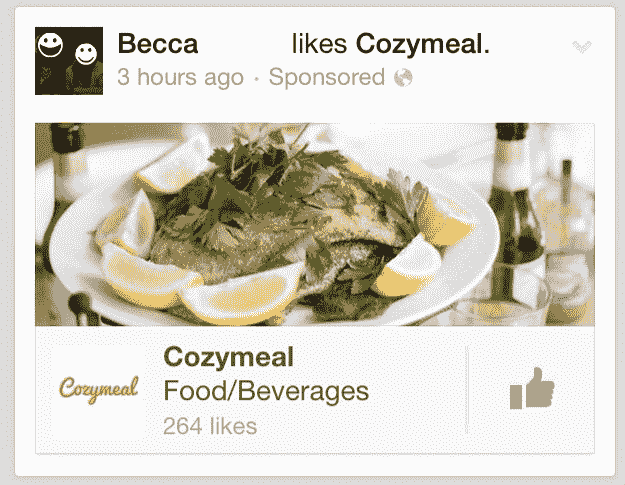 Becca likes Cozymeal.
3 hours ago · Sponsored
Cozymeal
Cozymeal
Food/Beverages
264 likes